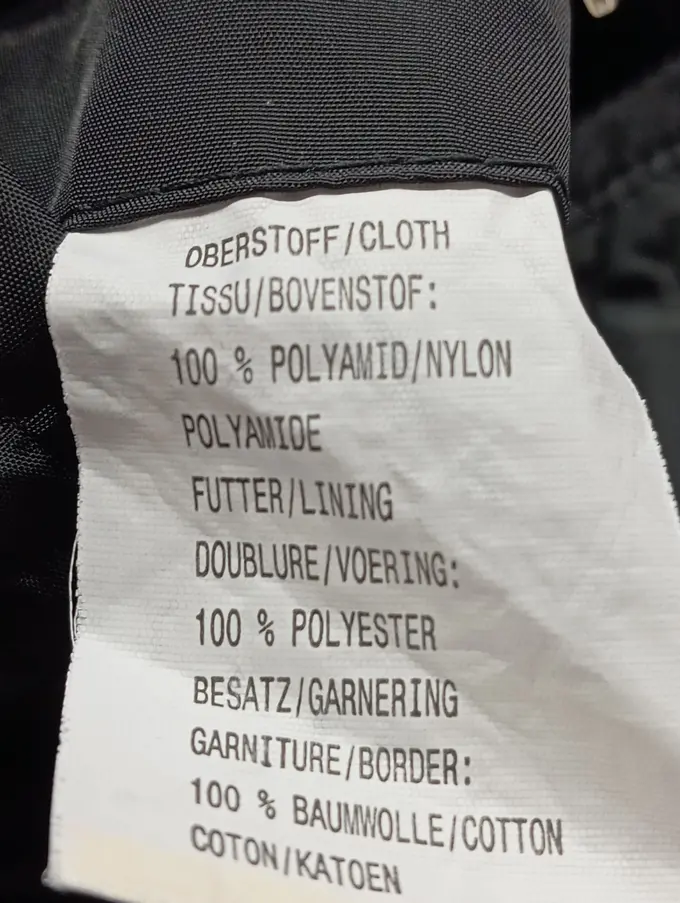 OBERSTOFF/CLOTH
TISSU/BOVENSTOF:
100 % POLYAMID/NYLON
POLYAMIDE
FUTTER/LINING
DOUBLURE/VOERING:
100 % POLYESTER
BESATZ/GARNERING
GARNITURE/BORDER:
100 % BAUMWOLLE/COTTON
COTON/KATOEN